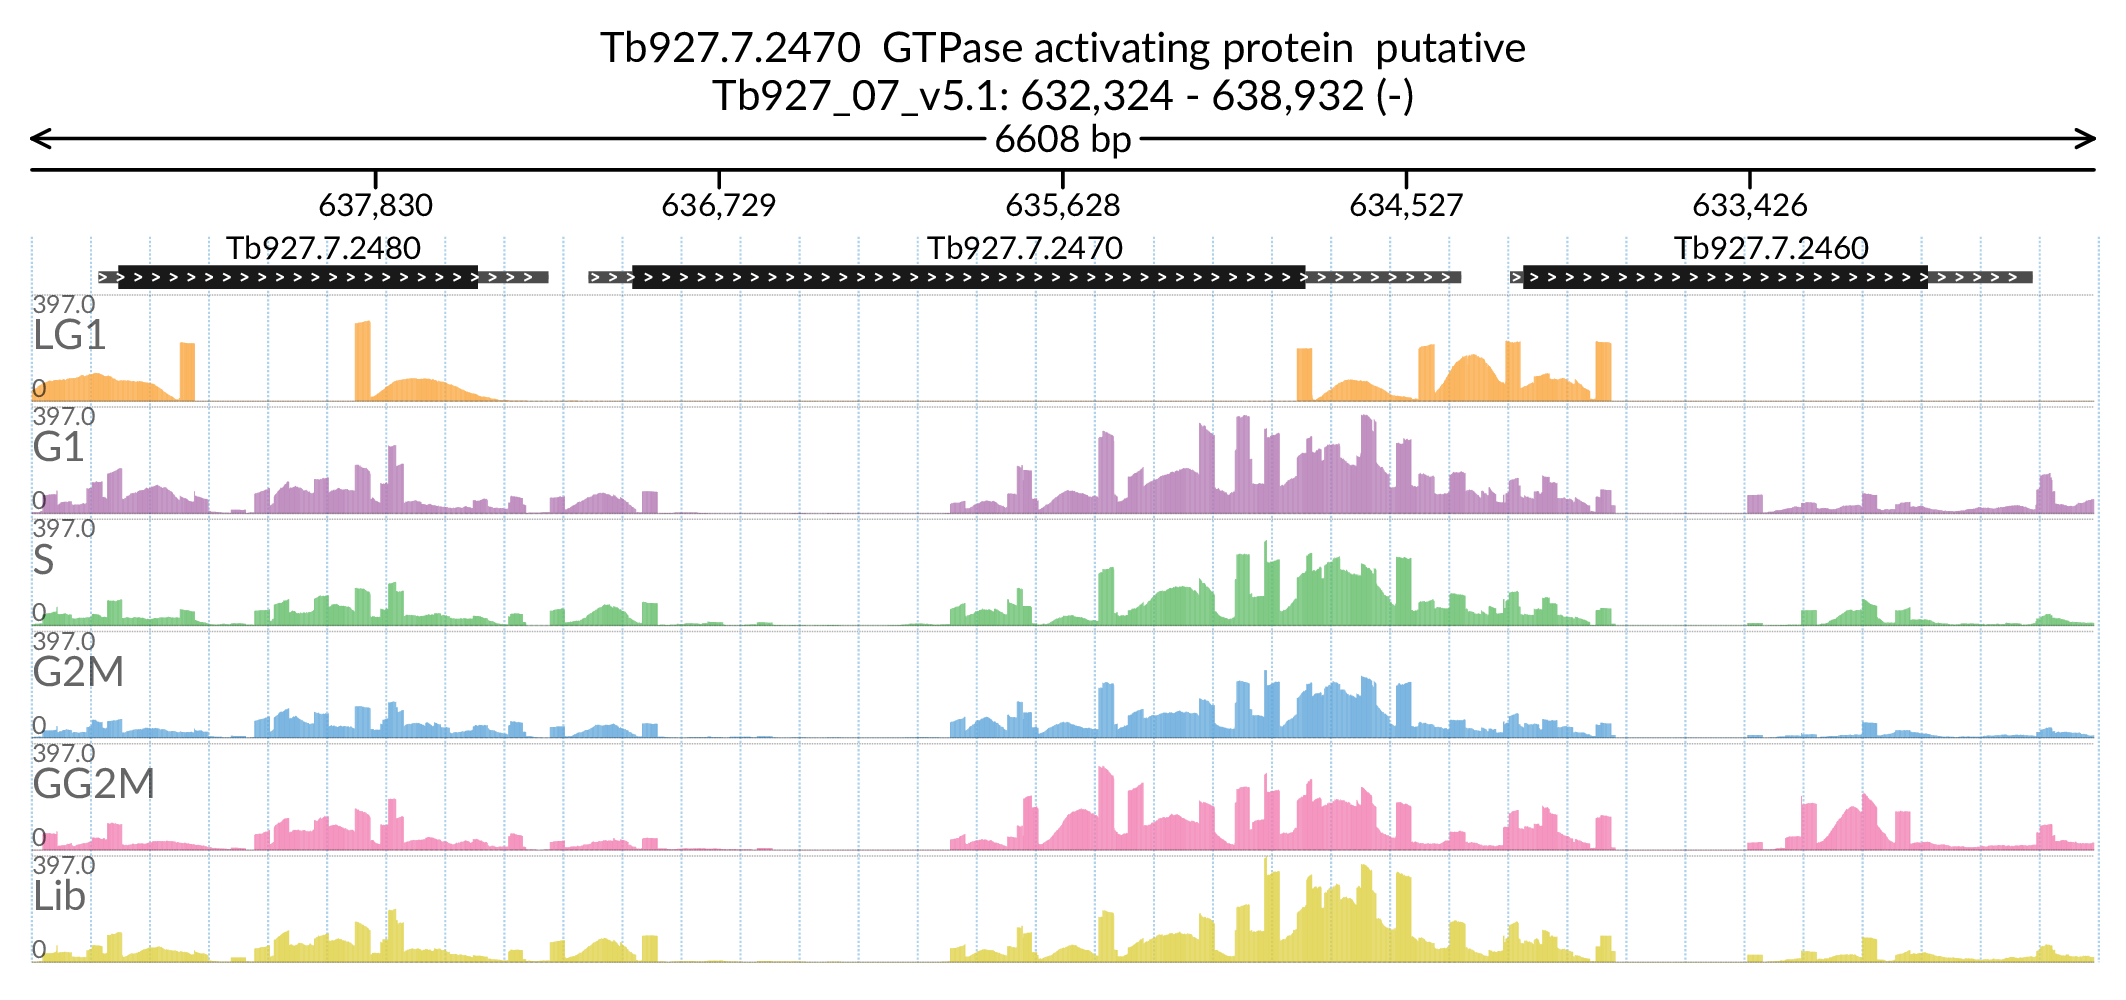 Tb927.7.2470  GTPase activating protein  putative
Tb927_07_v5.1: 632,324 - 638,932 (-)
6608 bp
637,830 636,729 635,628 634,527 633,426
Tb927.7.2480 Tb927.7.2470 Tb927.7.2460
397.0
LG1
0
397.0
G1
0
397.0
S
0
397.0
G2M
0
397.0
GG2M
0
397.0
Lib
0